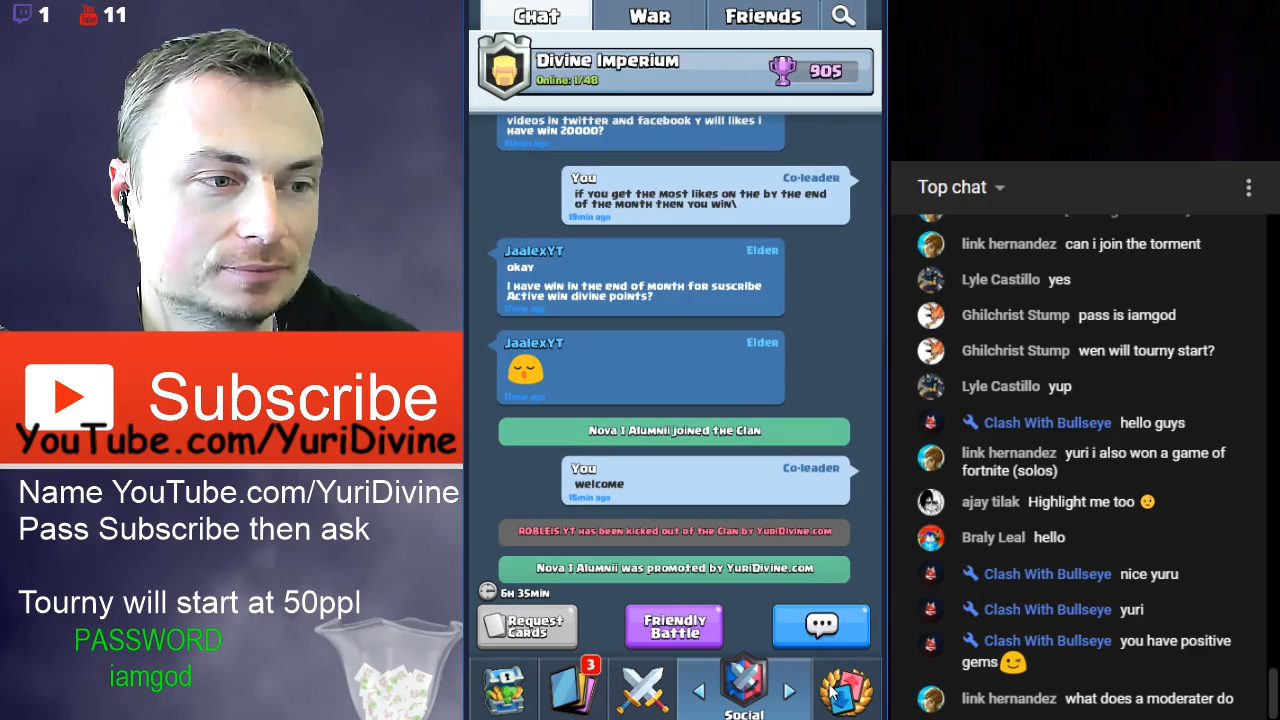 1
You Tube
11
Subscribe
YouTube.com/YuriDivine
Name YouTube.com/YuriDivine
Pass Subscribe then ask
Tourny will start at 50ppl
PASSWORD
iamgod
Chat
War
Friends
Divine Imperium
Online: 1/48
905
videos in twitter and facebook Y will likes i
have win 20000?
20min ago
You
Co-leader
if you get the most likes on the by the end
of the month then you win\
19min ago
JaalexYT
Elder
okay
I have win in the end of month for suscribe
Active win divine points?
17min ago
JaalexYT
Elder
17min ago
Nova I Alumnii joined the Clan
You
Co-leader
welcome
15min ago
ROBLEIS YT has been kicked out of the Clan by YuriDivine.com
Nova I Alumnii was promoted by YuriDivine.com
6h 35min
Request
Cards
Friendly
Battle
1
3
Social
Top chat
link hernandez can i join the torment
Lyle Castillo yes
Ghilchrist Stump pass is iamgod
Ghilchrist Stump wen will tourny start?
Lyle Castillo yup
Clash With Bullseye hello guys
link hernandez yuri i also won a game of
fortnite (solos)
ajay tilak Highlight me too
Braly Leal hello
Clash With Bullseye nice yuru
Clash With Bullseye yuri
Clash With Bullseye you have positive
gems
link hernandez what does a moderater do